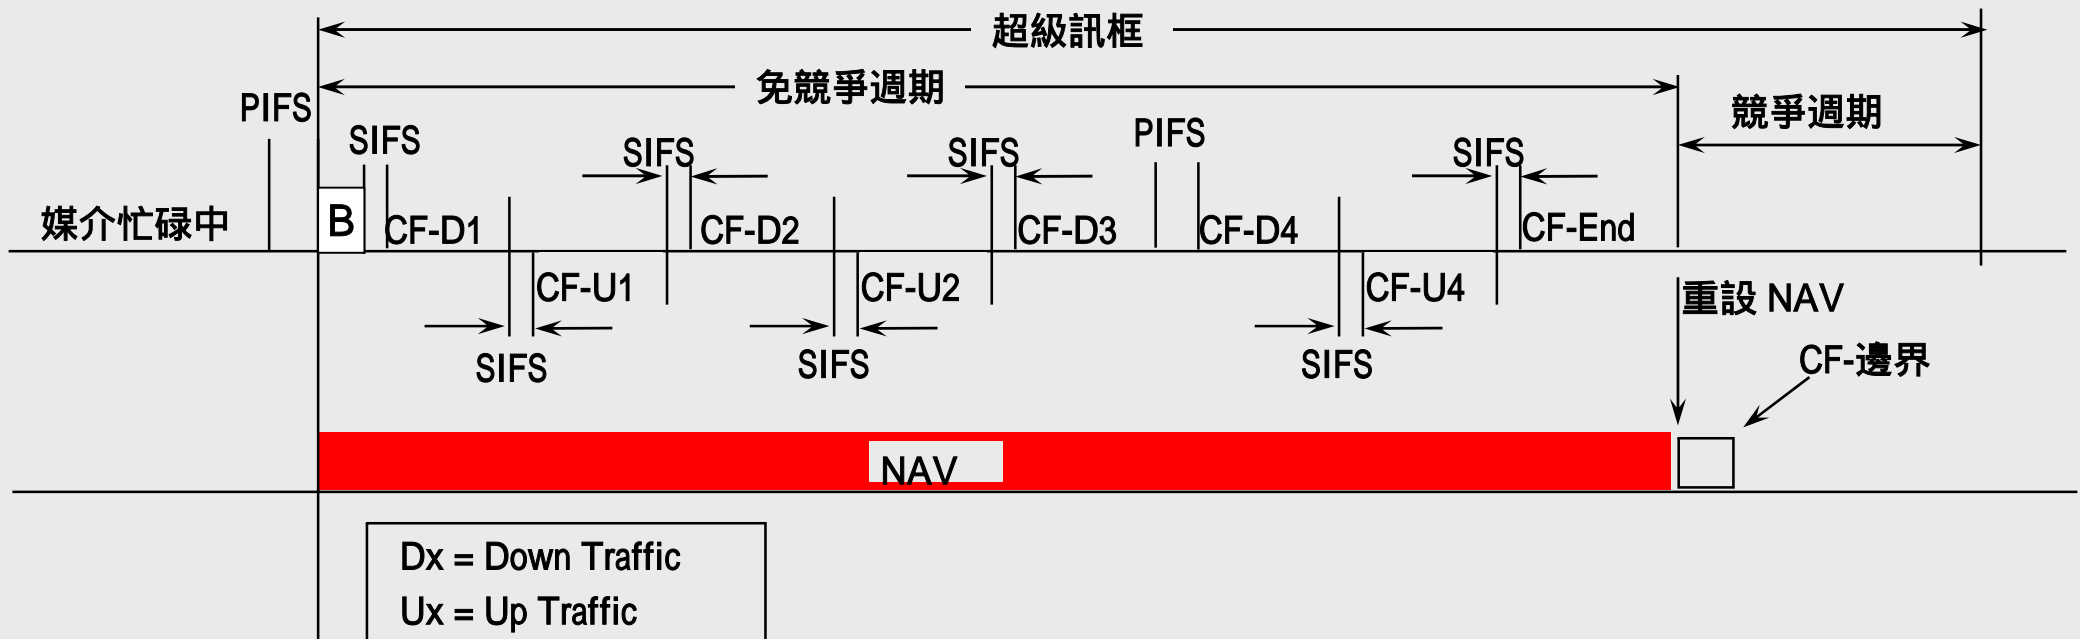 超級訊框
免競爭週期
競爭週期
PIFS
SIFS
SIFS
SIFS
PIFS
SIFS
媒介忙碌中
B
CF-D1
CF-D2
CF-D3
CF-D4
CF-End
CF-U1
CF-U2
CF-U4
重設 NAV
SIFS
SIFS
SIFS
CF-邊界
NAV
Dx = Down Traffic
Ux = Up Traffic